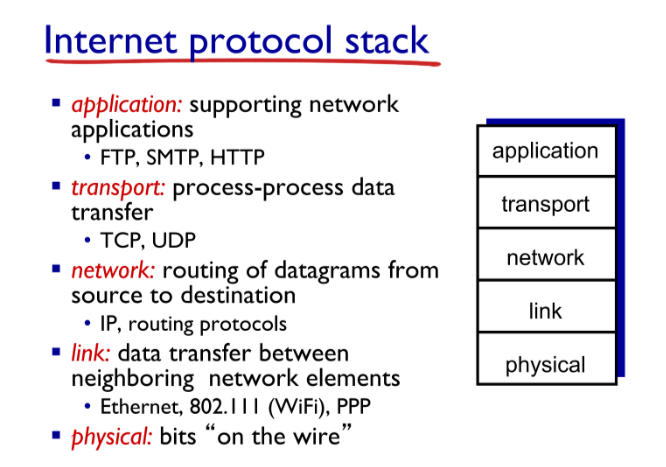 Internet protocol stack
▪ application: supporting network
applications
• FTP, SMTP, HTTP
▪ transport: process-process data
transfer
• TCP, UDP
▪ network: routing of datagrams from
source to destination
• IP, routing protocols
▪ link: data transfer between
neighboring network elements
• Ethernet, 802.111 (WiFi), PPP
▪ physical: bits “on the wire”
application
transport
network
link
physical